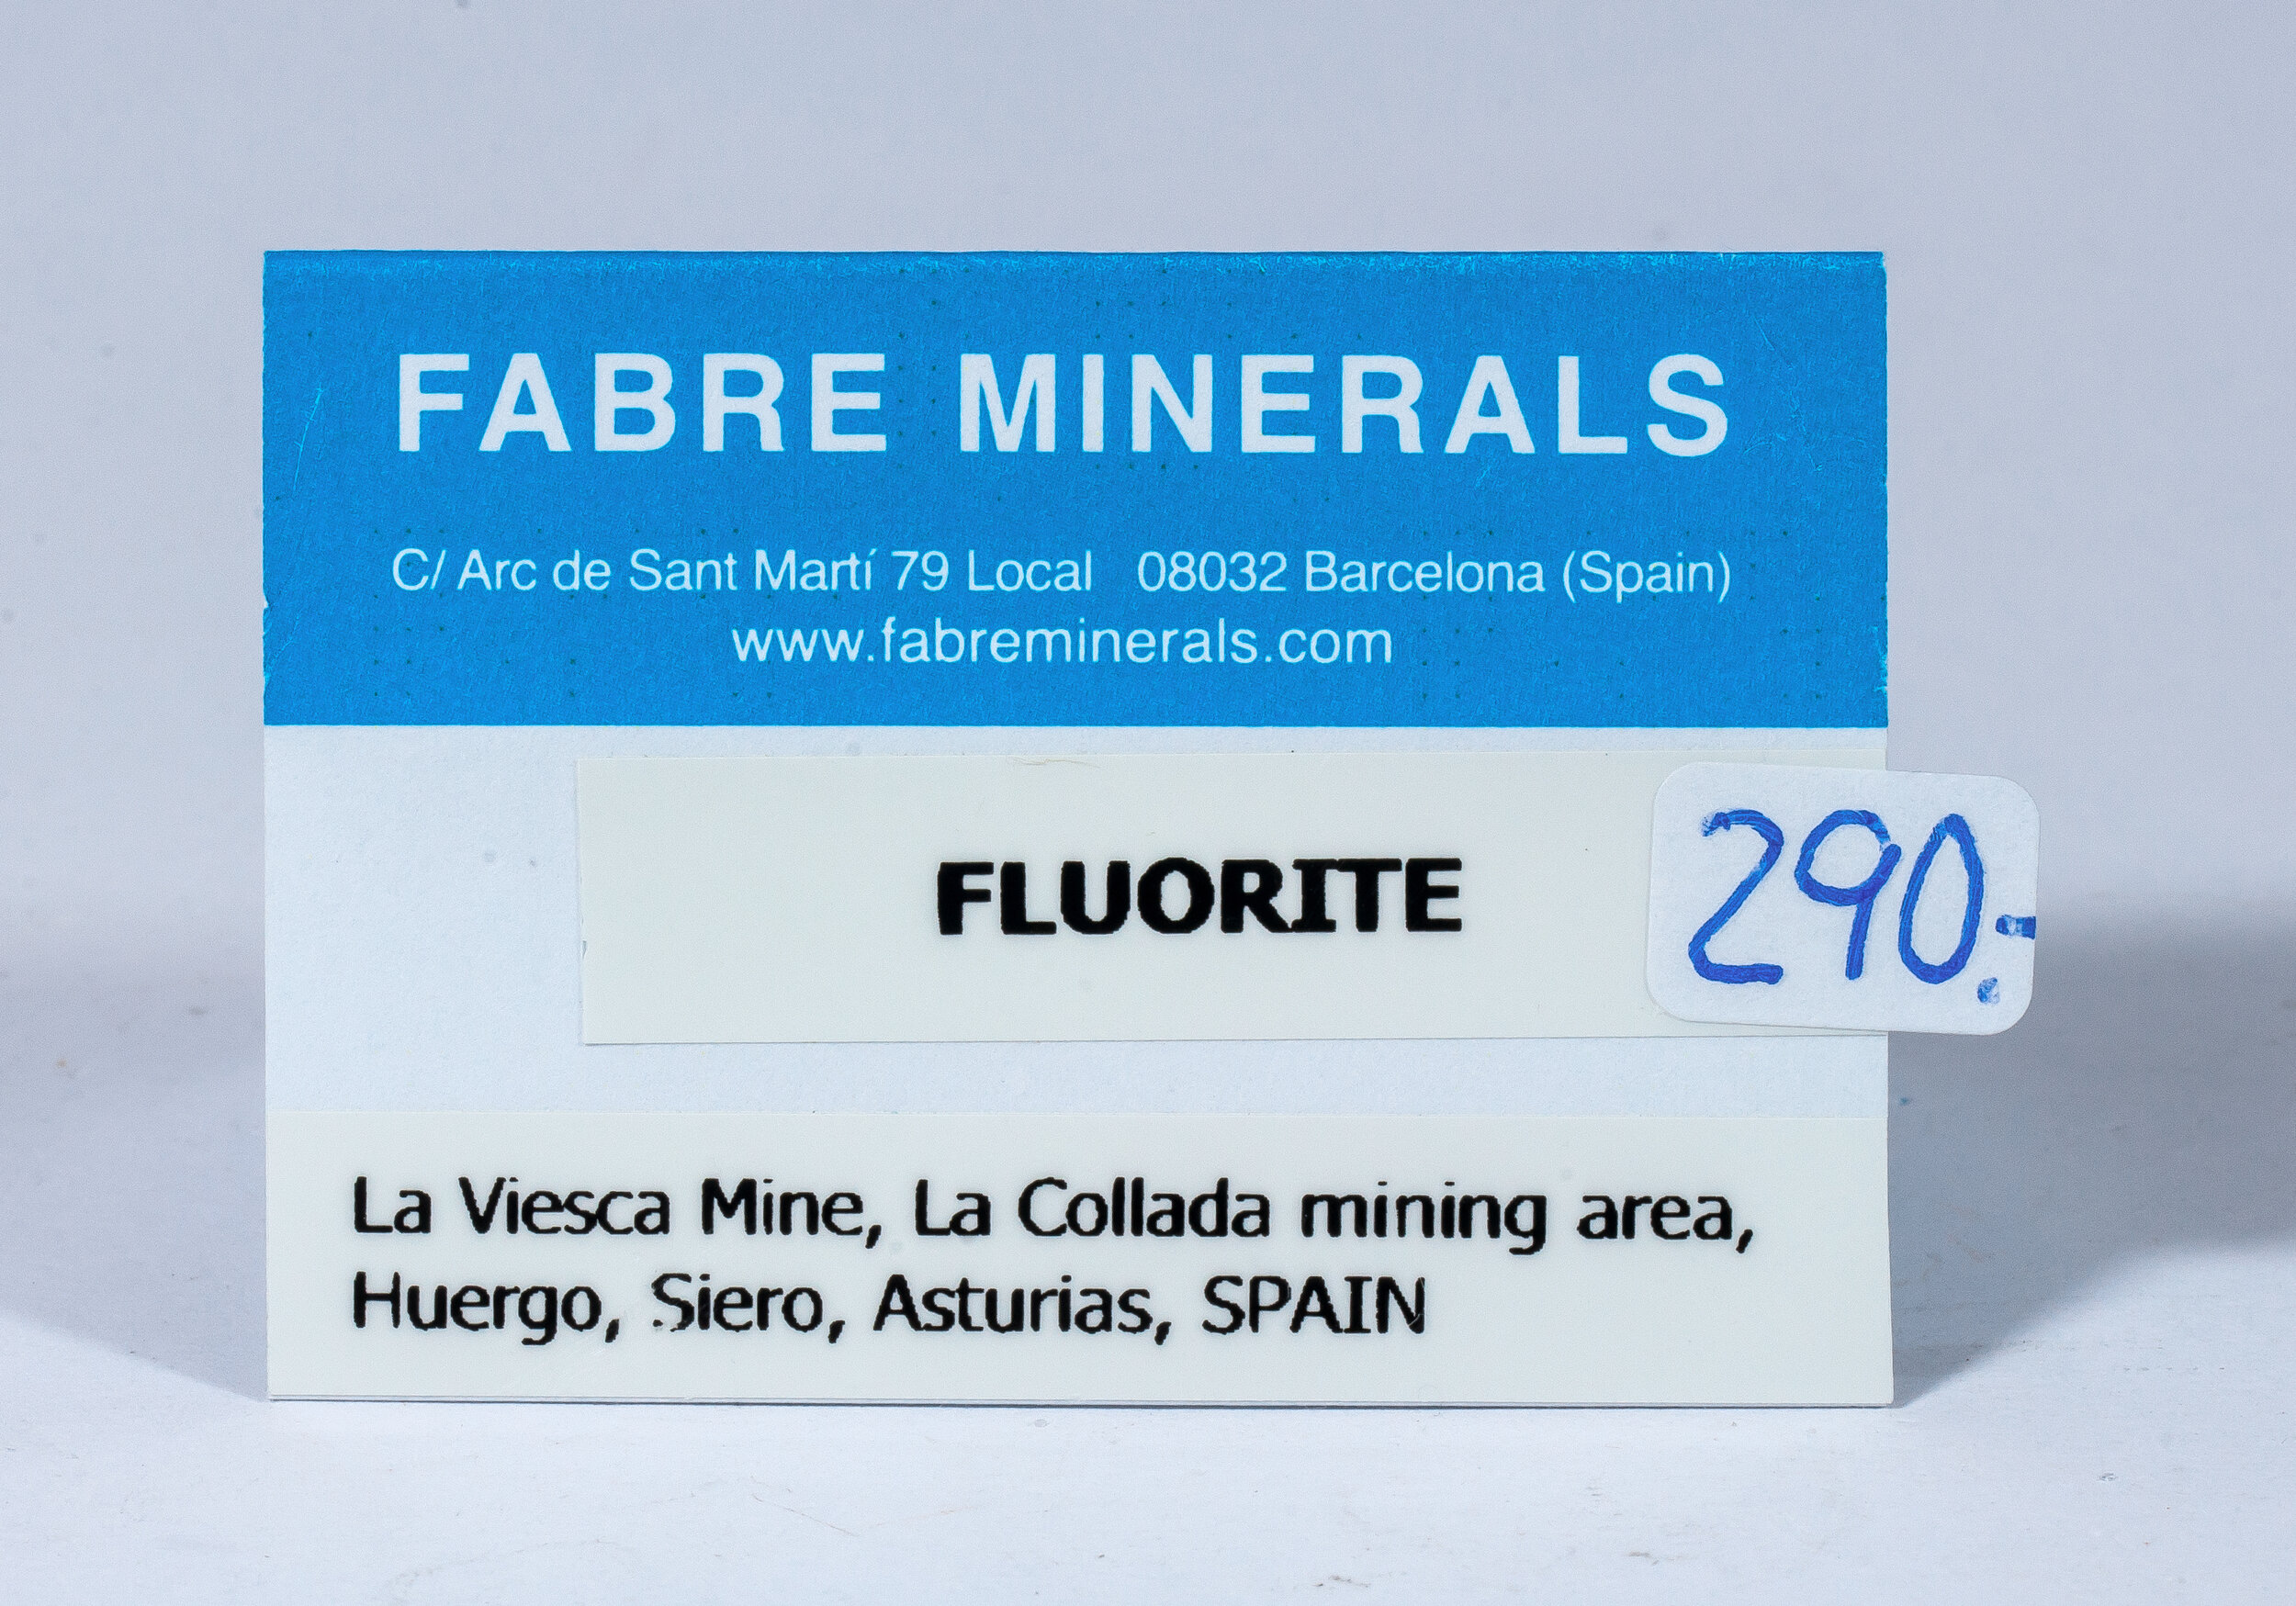 FABRE MINERALS
C/ Arc de Sant Martí 79 Local 08032 Barcelona (Spain)
www.fabreminerals.com
FLUORITE
290.-
La Viesca Mine, La Collada mining area,
Huergo, Siero, Asturias, SPAIN